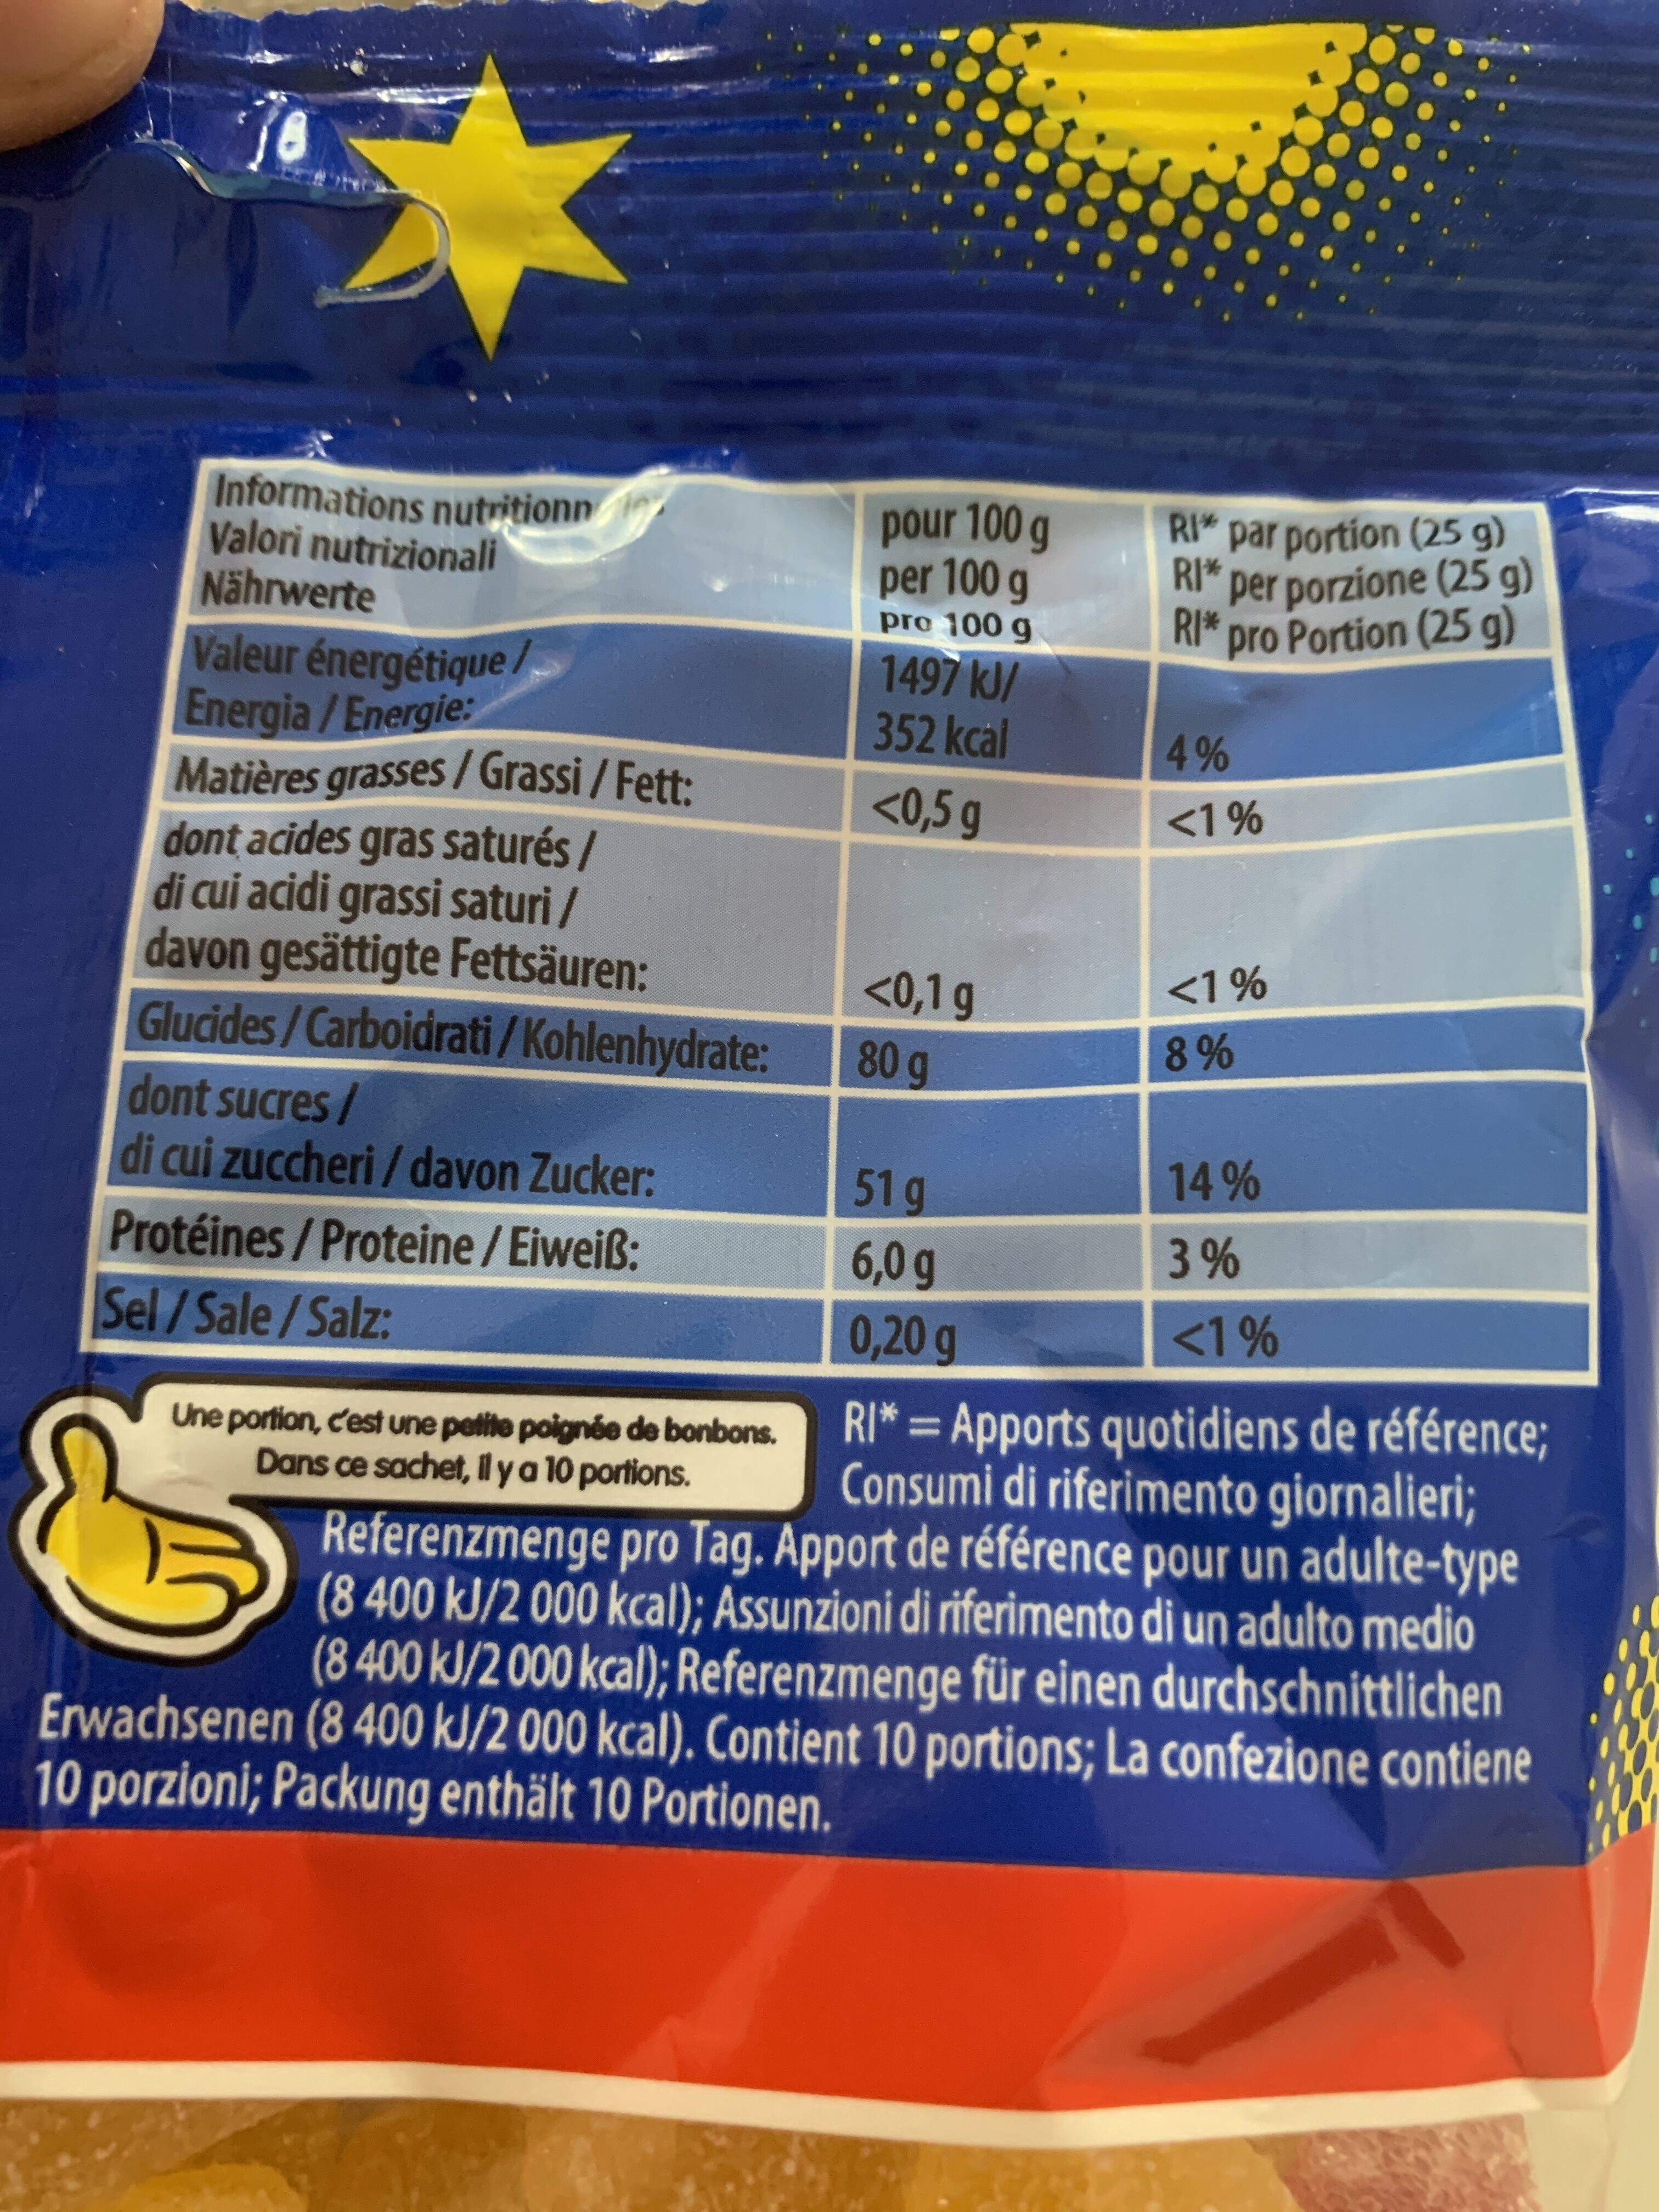 Informations
Valori nutrizionali
Nährwerte
pour 100 g
per 100 g
pro 100 g
RI* par portion (25 g)
RI* per porzione (25 g)
RI* pro Portion (25 g)
Valeur énergétique /
Energia / Energie:
1497 kJ/
352 kcal
4 %
Matières grasses / Grassi / Fett:
<0,5 g
<1 %
dont acides gras saturés /
di cui acidi grassi saturi /
davon gesättigte Fettsäuren:
<0,1 g
<1 %
Glucides / Carboidrati / Kohlenhydrate:
80 g
8 %
dont sucres /
di cui zuccheri / davon Zucker:
51 g
14 %
Protéines / Proteine / Eiweiß:
6,0 g
3 %
Sel / Sale / Salz:
0,20 g
<1 %
Une portion, c'est une petite poignée de bonbons.
Dans ce sachet, il y a 10 portions.
RI* = Apports quotidiens de référence;
Consumi di riferimento giornalieri;
Referenzmenge pro Tag. Apport de référence pour un adulte-type
(8 400 kJ/2 000 kcal); Assunzioni di riferimento di un adulto medio
(8 400 kJ/2 000 kcal); Referenzmenge für einen durchschnittlichen
Erwachsenen (8 400 kJ/2 000 kcal). Contient 10 portions; La confezione contiene
10 porzioni; Packung enthält 10 Portionen.